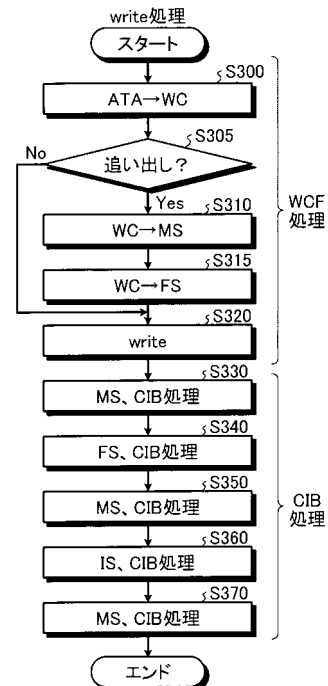 write処理
スタート
S300
ATA→WC
S305
No
追い出し？
Yes
S310
WC→MS
WCF
処理
S315
WC→FS
S320
write
S330
MS、CIB処理
S340
FS、CIB処理
S350
MS、CIB処理
CIB
処理
S360
IS、CIB処理
S370
MS、CIB処理
エンド